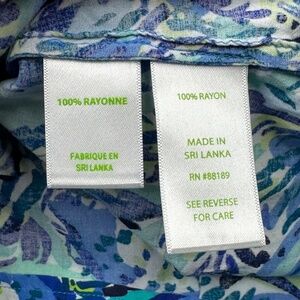 100% RAYONNE
FABRIQUE EN
SRI LANKA
100% RAYON
MADE IN
SRI LANKA
RN #88189
SEE REVERSE
FOR CARE